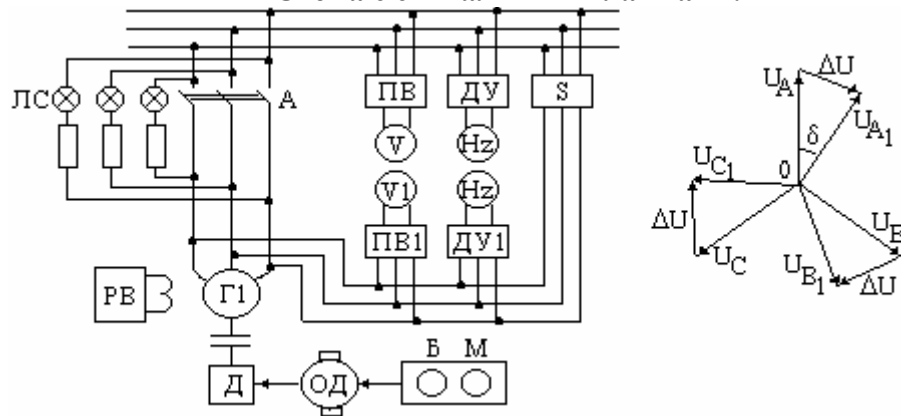 ЛС
А
ПВ ДУ S
V Hz
V1 Hz
ПВ1 ДУ1
РВ Г1
Б М
Д ОД
U_A ΔU
U_A1
δ
0
U_C1
ΔU
U_C
U_B
U_B1 ΔU